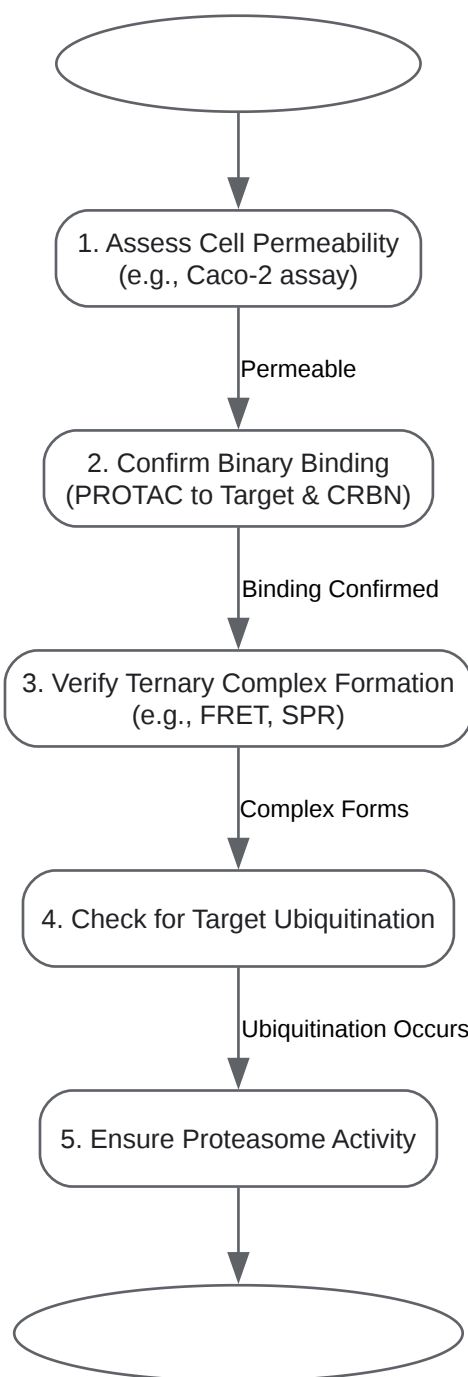 1. Assess Cell Permeability
(e.g., Caco-2 assay)
Permeable
2. Confirm Binary Binding
(PROTAC to Target & CRBN)
Binding Confirmed
3. Verify Ternary Complex Formation
(e.g., FRET, SPR)
Complex Forms
4. Check for Target Ubiquitination
Ubiquitination Occurs
5. Ensure Proteasome Activity